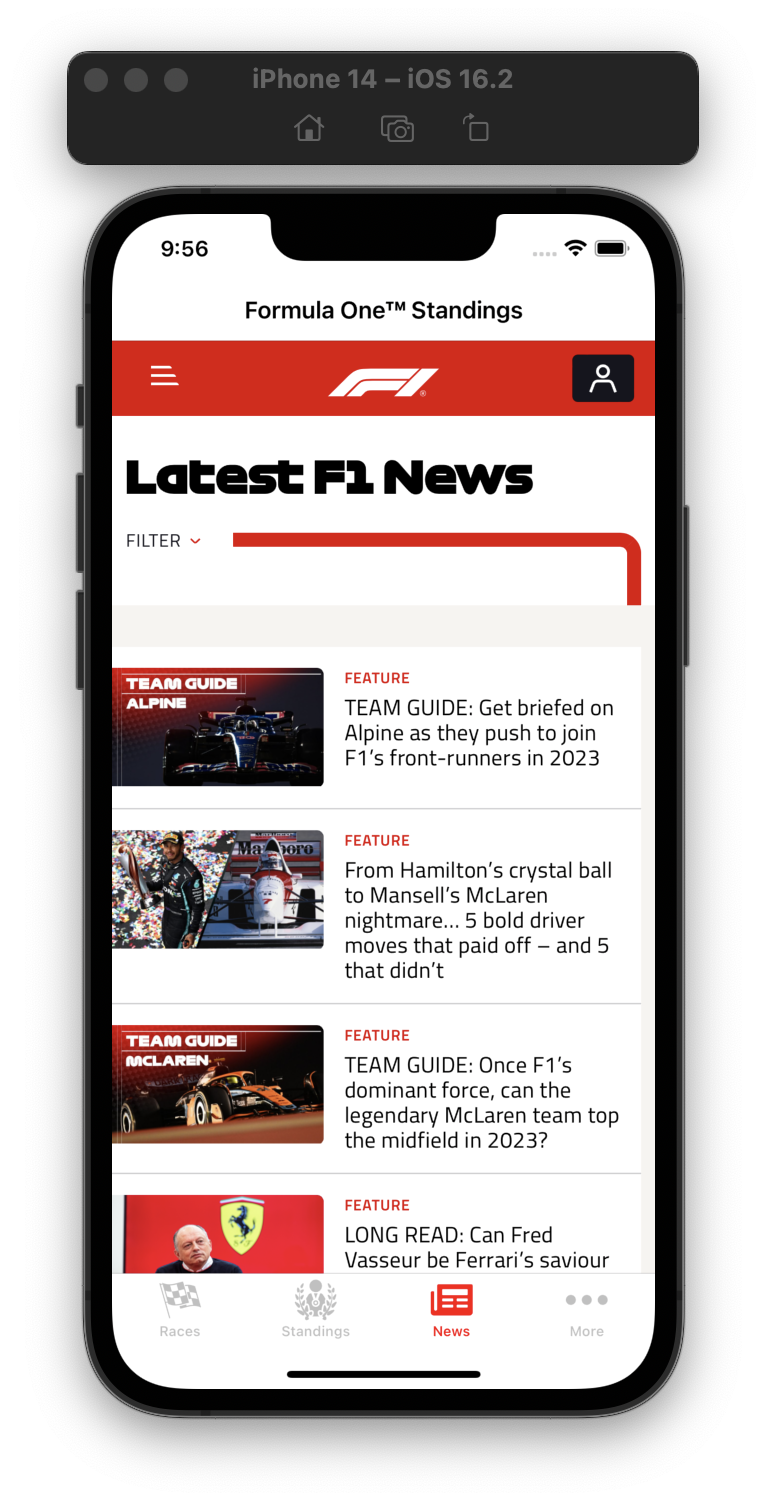 iPhone 14 – iOS 16.2
9:56
Formula One™ Standings
F1®
Latest F1 News
FILTER
TEAM GUIDE
ALPINE
FEATURE
TEAM GUIDE: Get briefed on
Alpine as they push to join
F1’s front-runners in 2023
Marlboro
FEATURE
From Hamilton’s crystal ball
to Mansell’s McLaren
nightmare… 5 bold driver
moves that paid off – and 5
that didn’t
TEAM GUIDE
MCLAREN
FEATURE
TEAM GUIDE: Once F1’s
dominant force, can the
legendary McLaren team top
the midfield in 2023?
FEATURE
LONG READ: Can Fred
Vasseur be Ferrari’s saviour
Races
Standings
News
More